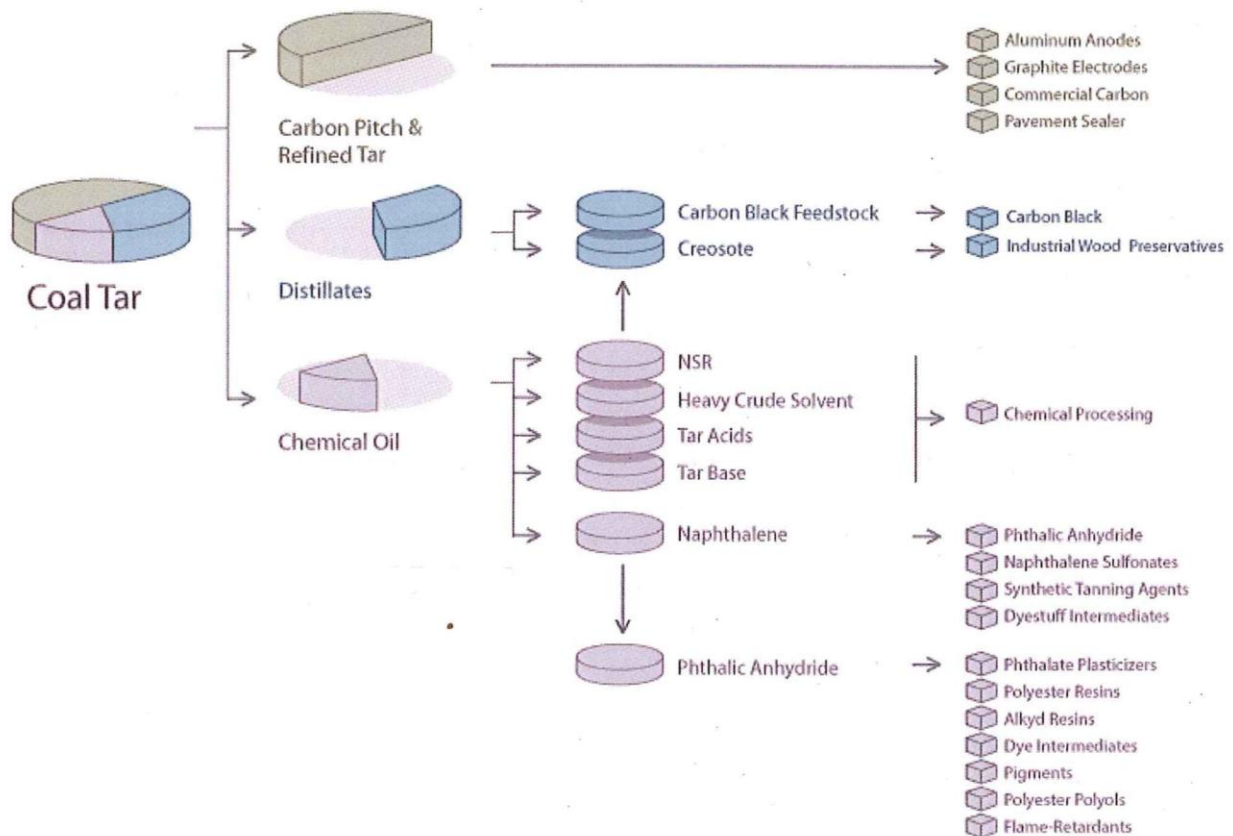 Aluminum Anodes
Graphite Electrodes
Commercial Carbon
Pavement Sealer
Carbon Pitch &
Refined Tar
Coal Tar
Distillates
Carbon Black Feedstock
Creosote
Carbon Black
Industrial Wood Preservatives
Chemical Oil
NSR
Heavy Crude Solvent
Tar Acids
Tar Base
Chemical Processing
Naphthalene
Phthalic Anhydride
Naphthalene Sulfonates
Synthetic Tanning Agents
Dyestuff Intermediates
Phthalic Anhydride
Phthalate Plasticizers
Polyester Resins
Alkyd Resins
Dye Intermediates
Pigments
Polyester Polyols
Flame-Retardants